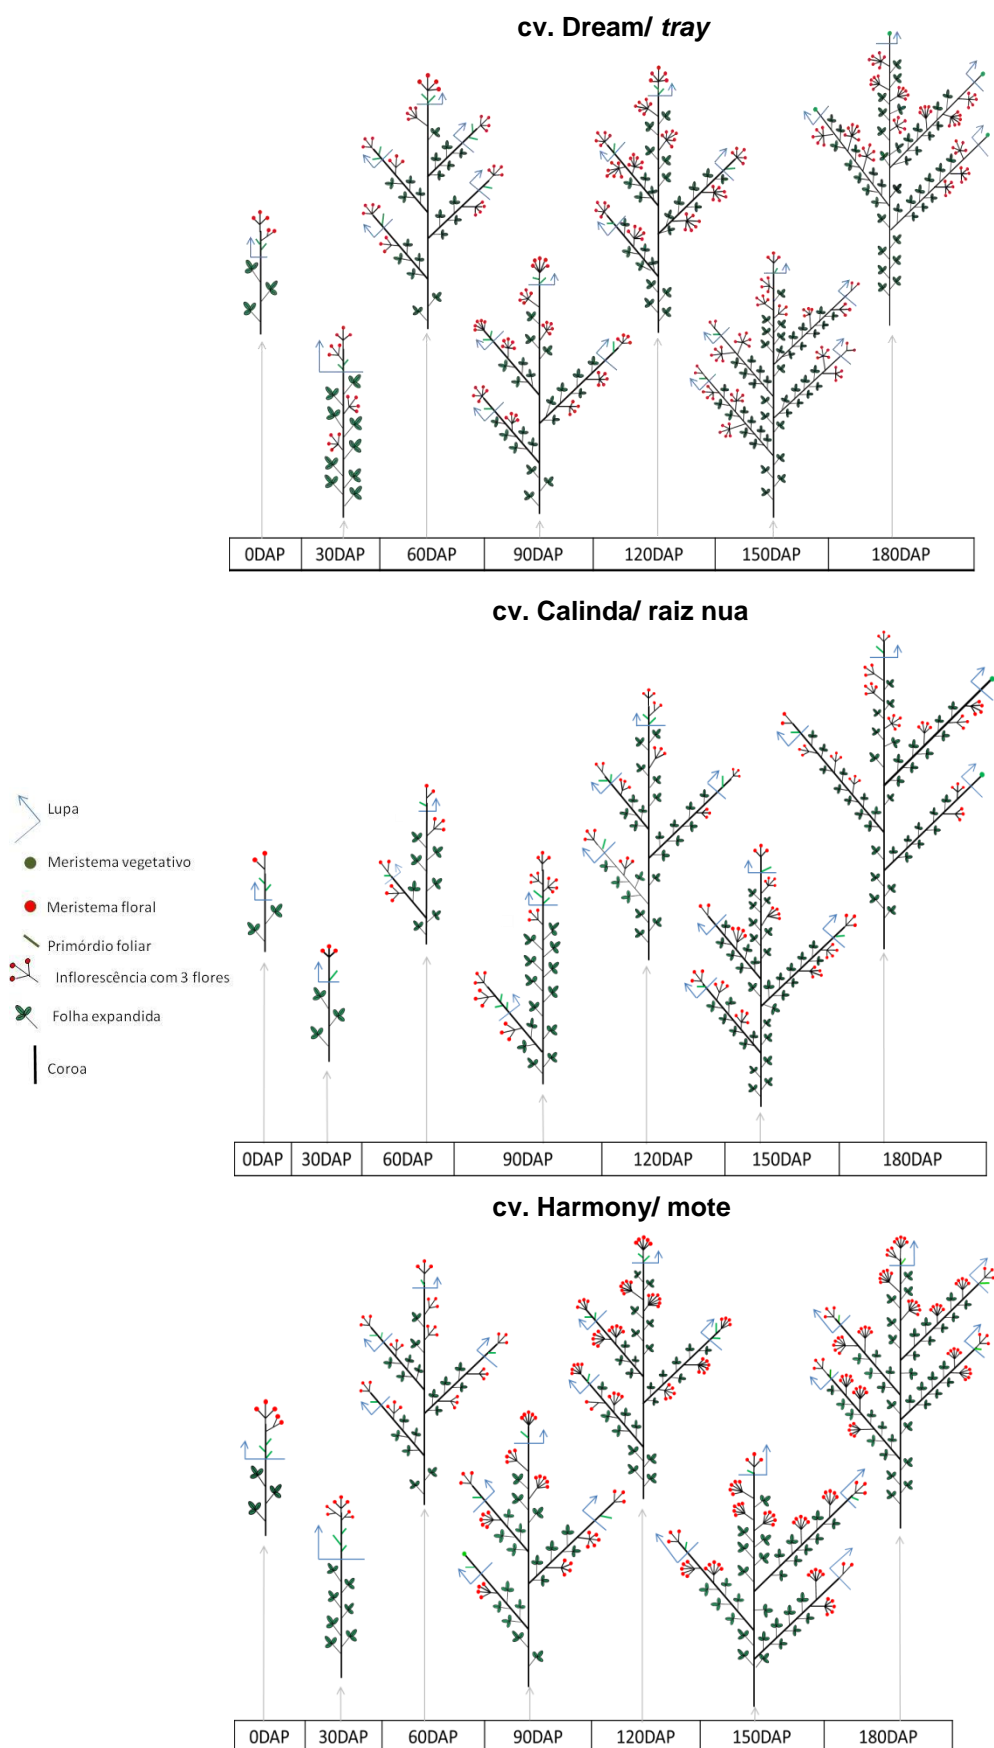 cv. Dream/ tray
0DAP 30DAP 60DAP 90DAP 120DAP 150DAP 180DAP
cv. Calinda/ raiz nua
Lupa
Meristema vegetativo
Meristema floral
Primórdio foliar
Inflorescência com 3 flores
Folha expandida
Coroa
0DAP 30DAP 60DAP 90DAP 120DAP 150DAP 180DAP
cv. Harmony/ mote
0DAP 30DAP 60DAP 90DAP 120DAP 150DAP 180DAP